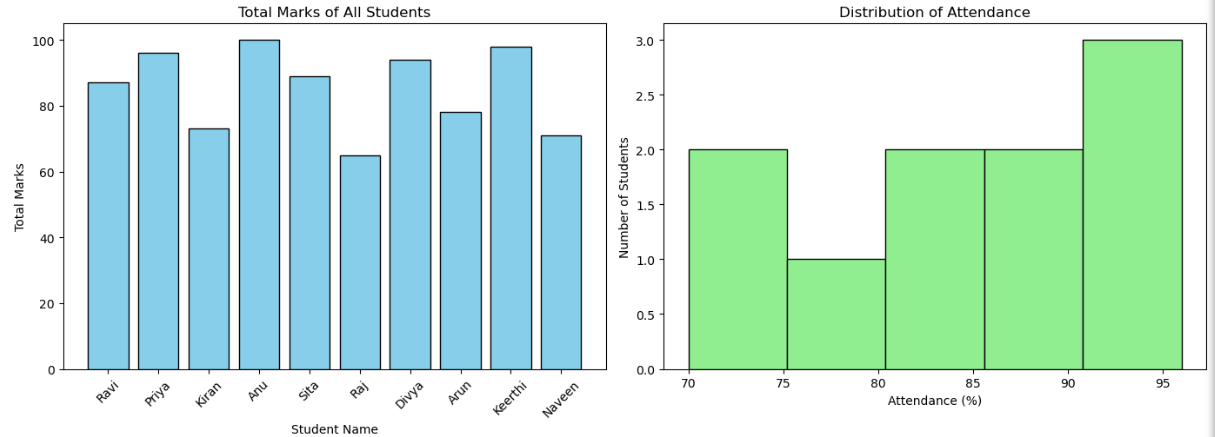 Total Marks of All Students
100
80
60
40
20
0
Total Marks
Ravi
Priya
Kiran
Anu
Sita
Raj
Divya
Arun
Keerthi
Naveen
Student Name
Distribution of Attendance
3.0
2.5
2.0
1.5
1.0
0.5
0.0
Number of Students
70
75
80
85
90
95
Attendance (%)